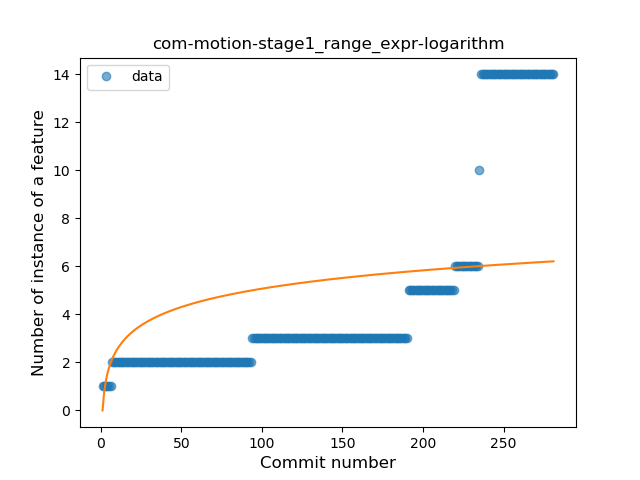 com-motion-stage1_range_expr-logarithm
data
Number of instance of a feature
14
12
10
8
6
4
2
0
0 50 100 150 200 250
Commit number